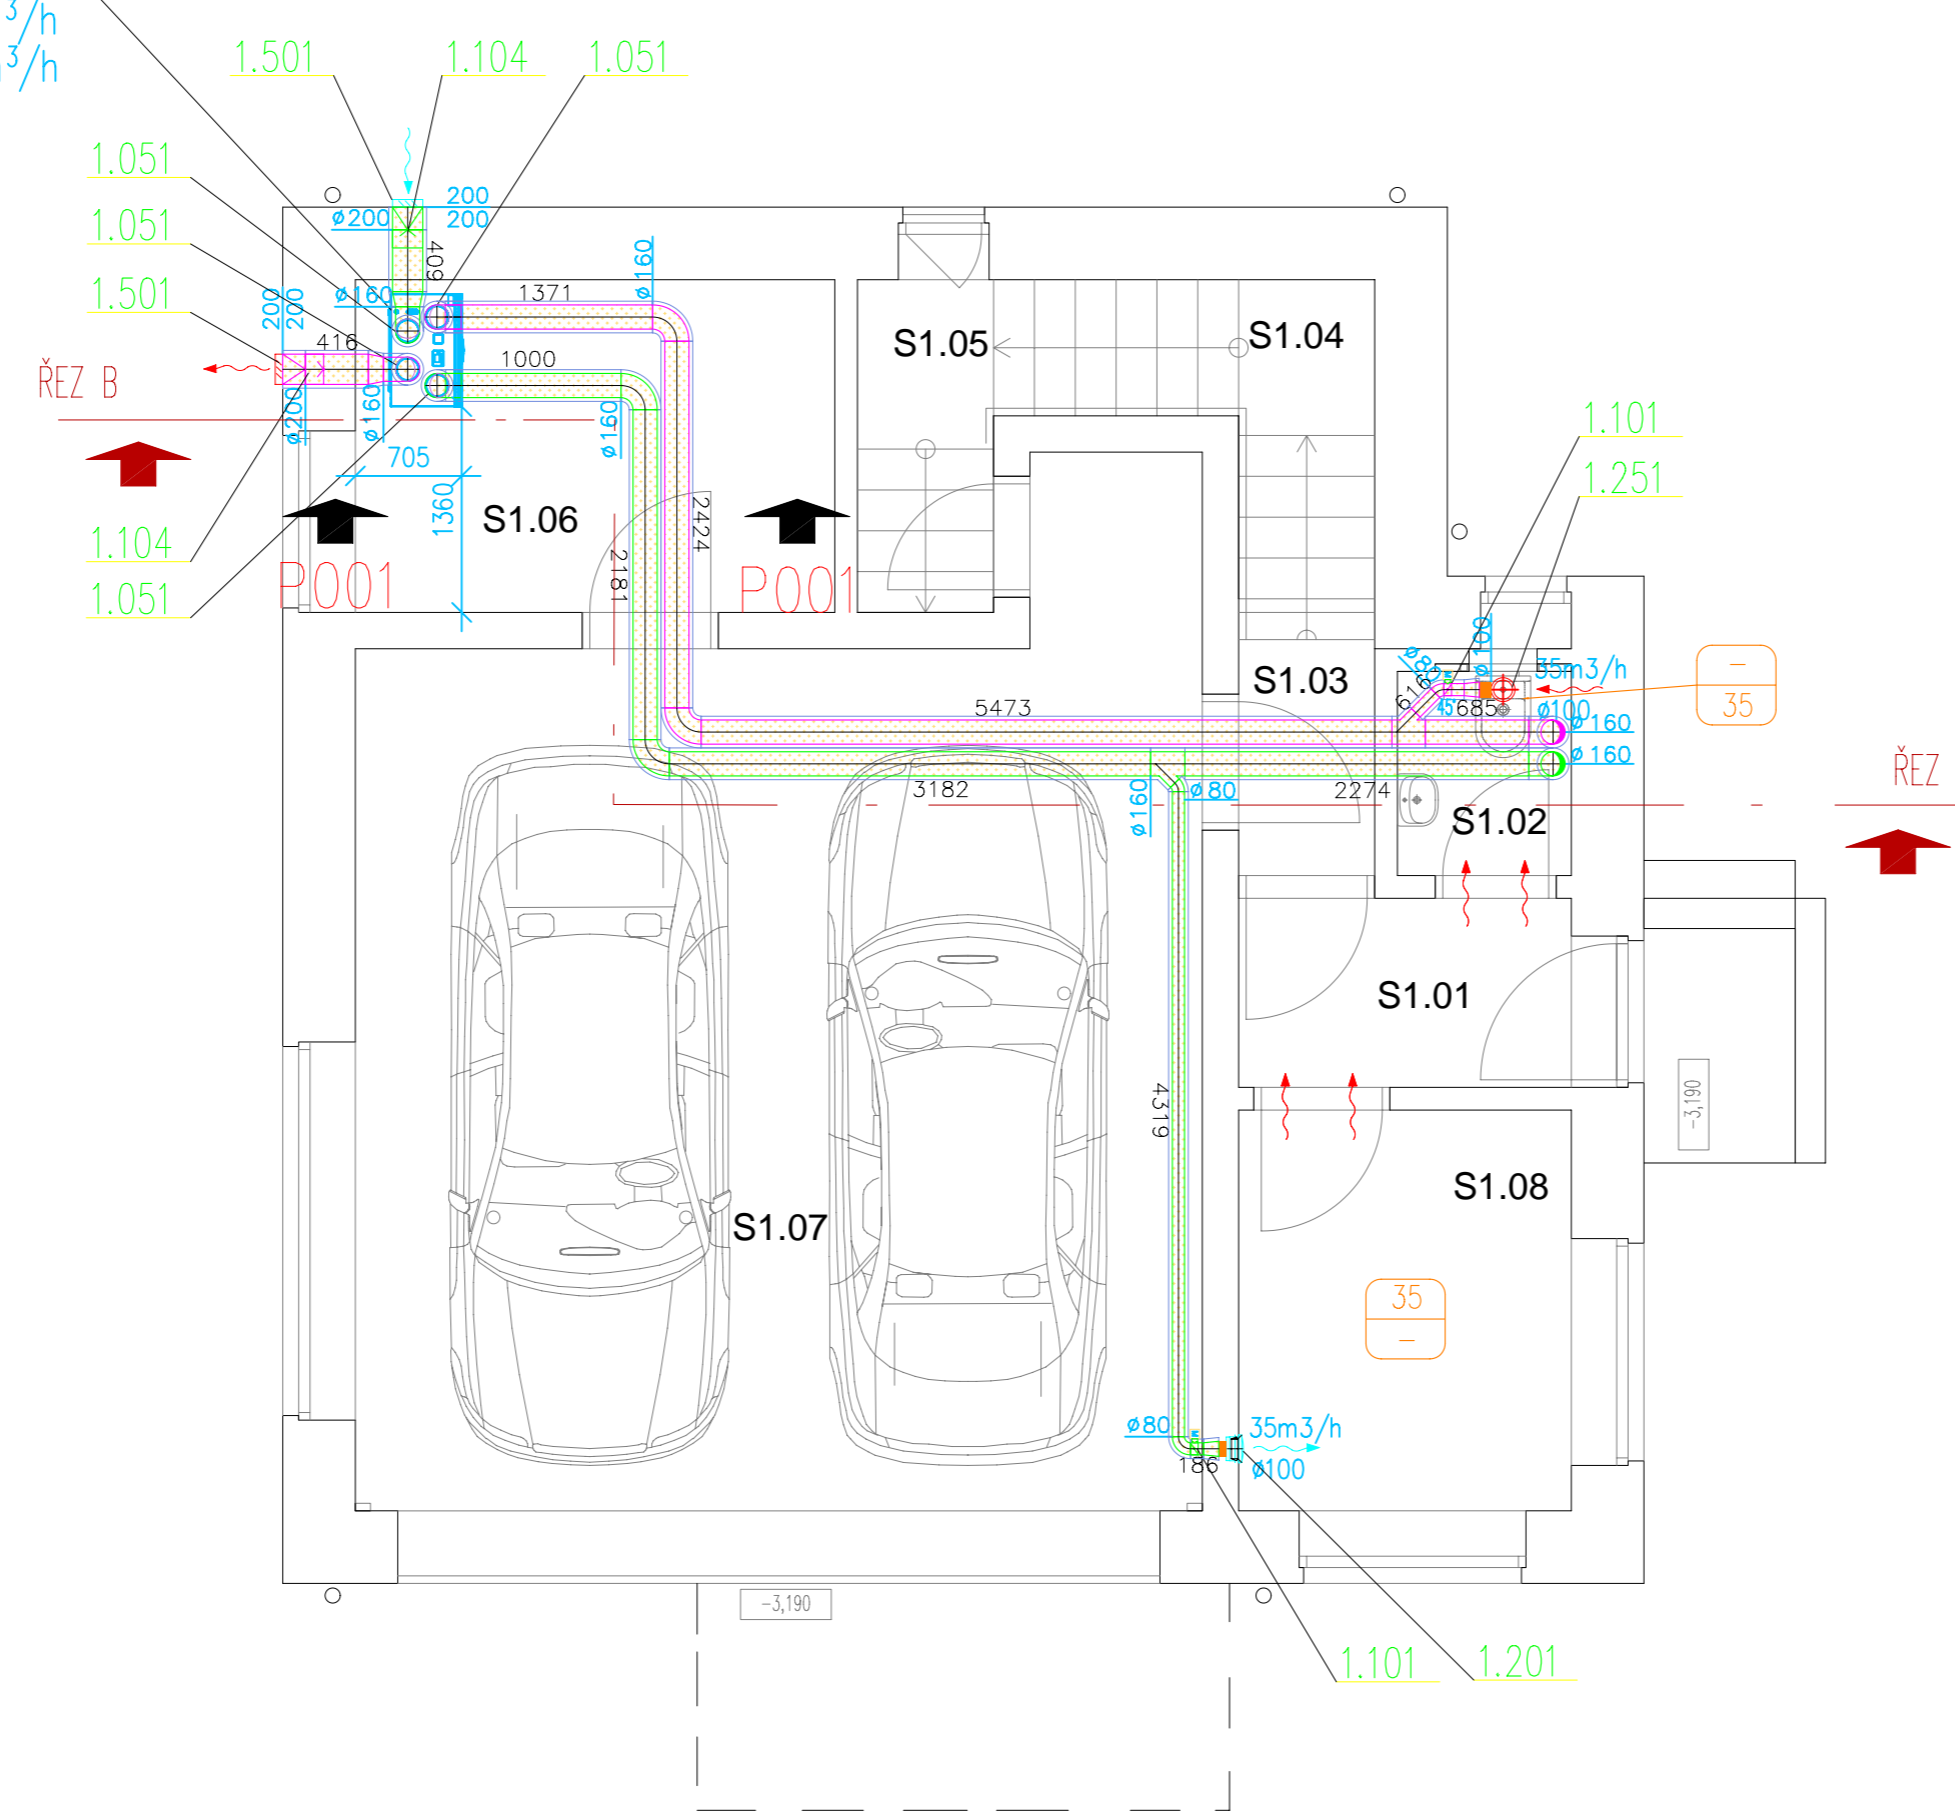 ³/h
³/h
1.501
1.104
1.051
1.051
1.051
1.501
200
ø200
200
409
ø160
200
200
ø160
1371
416
1000
S1.05
S1.04
ŘEZ B
ø200
ø160
ø160
705
1360
1.101
1.251
S1.06
2424
2181
1.104
1.051
P001
P001
ø80
ø100
35m3/h
–
35
616
45°
685
ø100
S1.03
5473
ø160
ø160
3182
ø160
ø80
2274
S1.02
ŘEZ
S1.01
4319
-3,190
S1.08
S1.07
35
–
ø80
35m3/h
186
ø100
-3,190
1.101
1.201